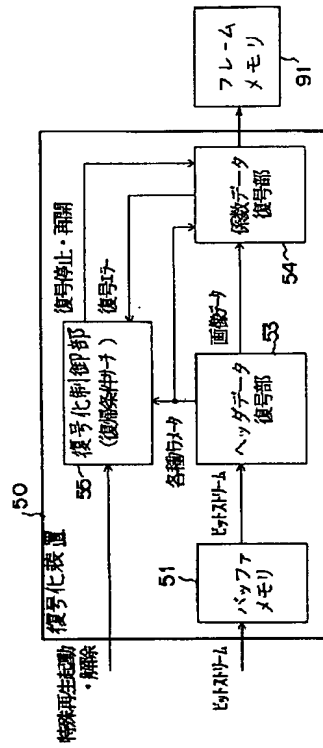 50
復号化装置
特殊再生起動
・解除
55
復号化制御部
(復帰条件サーチ)
復号停止・再開
復号エラー
各種パラメータ
ビットストリーム
51
バッファ
メモリ
ビットストリーム
53
ヘッダデータ
復号部
画像データ
54
係数データ
復号部
フレーム
メモリ
91